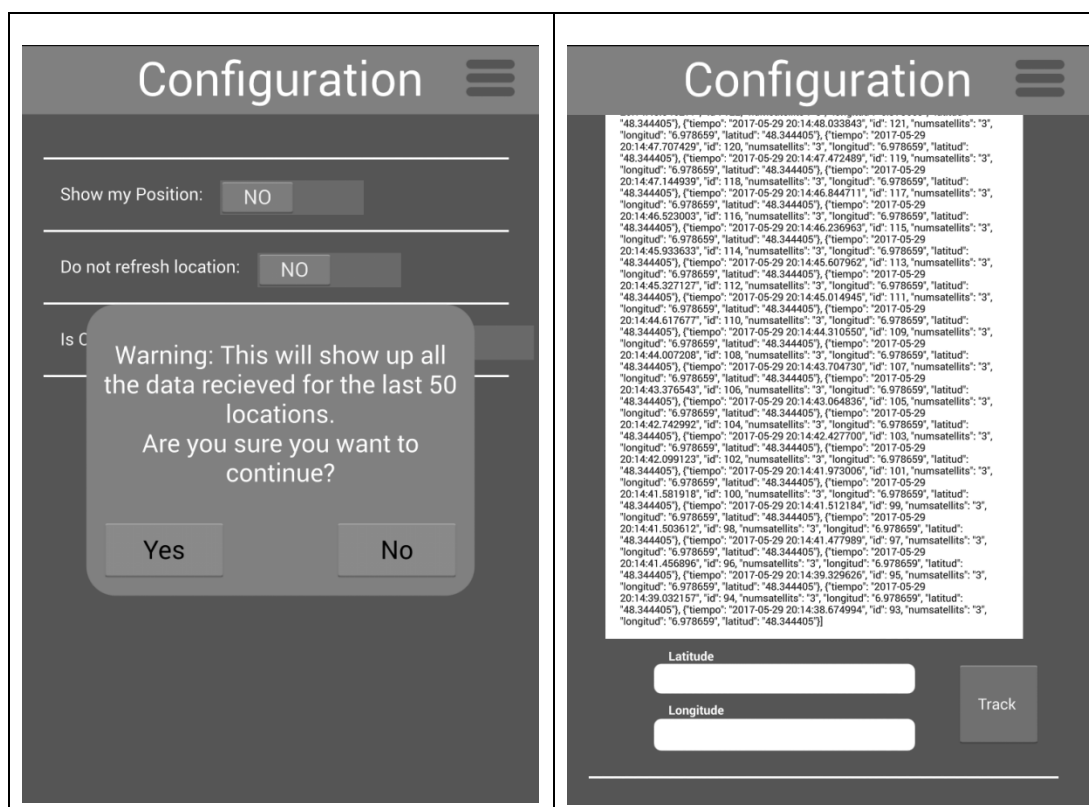 Configuration
Show my Position:
NO
Do not refresh location:
NO
Is C
Warning: This will show up all
the data recieved for the last 50
locations.
Are you sure you want to
continue?
Yes
No
Configuration
"48.344405"}, {"tiempo": "2017-05-29 20:14:48.033843", "id": 121, "numsatellits": "3",
"longitud": "6.978659", "latitud": "48.344405"}, {"tiempo": "2017-05-29
20:14:47.707429", "id": 120, "numsatellits": "3", "longitud": "6.978659", "latitud":
"48.344405"}, {"tiempo": "2017-05-29 20:14:47.472489", "id": 119, "numsatellits": "3",
"longitud": "6.978659", "latitud": "48.344405"}, {"tiempo": "2017-05-29
20:14:47.144939", "id": 118, "numsatellits": "3", "longitud": "6.978659", "latitud":
"48.344405"}, {"tiempo": "2017-05-29 20:14:46.844711", "id": 117, "numsatellits": "3",
"longitud": "6.978659", "latitud": "48.344405"}, {"tiempo": "2017-05-29
20:14:46.523003", "id": 116, "numsatellits": "3", "longitud": "6.978659", "latitud":
"48.344405"}, {"tiempo": "2017-05-29 20:14:46.236963", "id": 115, "numsatellits": "3",
"longitud": "6.978659", "latitud": "48.344405"}, {"tiempo": "2017-05-29
20:14:45.933633", "id": 114, "numsatellits": "3", "longitud": "6.978659", "latitud":
"48.344405"}, {"tiempo": "2017-05-29 20:14:45.607962", "id": 113, "numsatellits": "3",
"longitud": "6.978659", "latitud": "48.344405"}, {"tiempo": "2017-05-29
20:14:45.327127", "id": 112, "numsatellits": "3", "longitud": "6.978659", "latitud":
"48.344405"}, {"tiempo": "2017-05-29 20:14:45.014945", "id": 111, "numsatellits": "3",
"longitud": "6.978659", "latitud": "48.344405"}, {"tiempo": "2017-05-29
20:14:44.617677", "id": 110, "numsatellits": "3", "longitud": "6.978659", "latitud":
"48.344405"}, {"tiempo": "2017-05-29 20:14:44.310550", "id": 109, "numsatellits": "3",
"longitud": "6.978659", "latitud": "48.344405"}, {"tiempo": "2017-05-29
20:14:44.007208", "id": 108, "numsatellits": "3", "longitud": "6.978659", "latitud":
"48.344405"}, {"tiempo": "2017-05-29 20:14:43.704730", "id": 107, "numsatellits": "3",
"longitud": "6.978659", "latitud": "48.344405"}, {"tiempo": "2017-05-29
20:14:43.376543", "id": 106, "numsatellits": "3", "longitud": "6.978659", "latitud":
"48.344405"}, {"tiempo": "2017-05-29 20:14:43.064836", "id": 105, "numsatellits": "3",
"longitud": "6.978659", "latitud": "48.344405"}, {"tiempo": "2017-05-29
20:14:42.742992", "id": 104, "numsatellits": "3", "longitud": "6.978659", "latitud":
"48.344405"}, {"tiempo": "2017-05-29 20:14:42.427700", "id": 103, "numsatellits": "3",
"longitud": "6.978659", "latitud": "48.344405"}, {"tiempo": "2017-05-29
20:14:42.099123", "id": 102, "numsatellits": "3", "longitud": "6.978659", "latitud":
"48.344405"}, {"tiempo": "2017-05-29 20:14:41.973006", "id": 101, "numsatellits": "3",
"longitud": "6.978659", "latitud": "48.344405"}, {"tiempo": "2017-05-29
20:14:41.581918", "id": 100, "numsatellits": "3", "longitud": "6.978659", "latitud":
"48.344405"}, {"tiempo": "2017-05-29 20:14:41.512184", "id": 99, "numsatellits": "3",
"longitud": "6.978659", "latitud": "48.344405"}, {"tiempo": "2017-05-29
20:14:41.503612", "id": 98, "numsatellits": "3", "longitud": "6.978659", "latitud":
"48.344405"}, {"tiempo": "2017-05-29 20:14:41.477989", "id": 97, "numsatellits": "3",
"longitud": "6.978659", "latitud": "48.344405"}, {"tiempo": "2017-05-29
20:14:41.456896", "id": 96, "numsatellits": "3", "longitud": "6.978659", "latitud":
"48.344405"}, {"tiempo": "2017-05-29 20:14:39.329626", "id": 95, "numsatellits": "3",
"longitud": "6.978659", "latitud": "48.344405"}, {"tiempo": "2017-05-29
20:14:39.032157", "id": 94, "numsatellits": "3", "longitud": "6.978659", "latitud":
"48.344405"}, {"tiempo": "2017-05-29 20:14:38.674994", "id": 93, "numsatellits": "3",
"longitud": "6.978659", "latitud": "48.344405"}]
Latitude
Longitude
Track